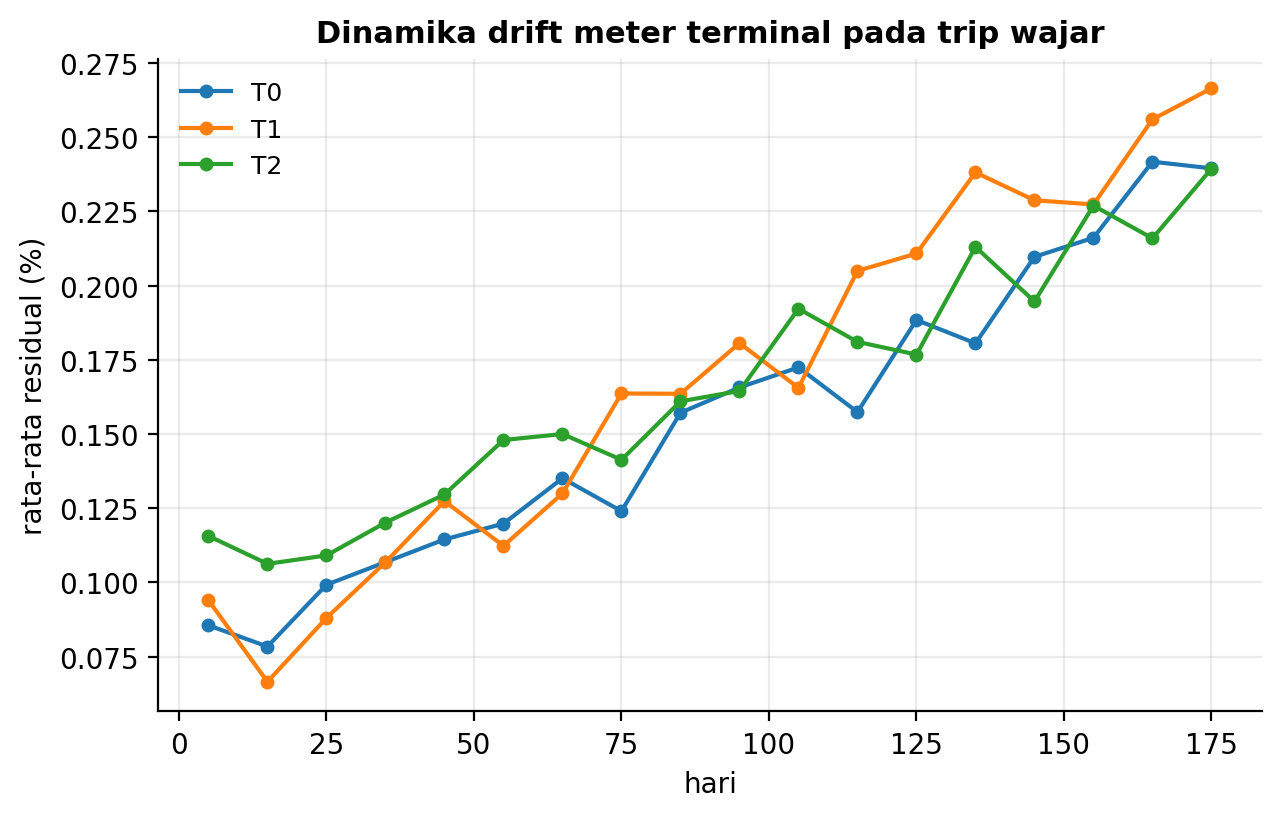 Dinamika drift meter terminal pada trip wajar
T0
T1
T2
rata-rata residual (%)
0.275
0.250
0.225
0.200
0.175
0.150
0.125
0.100
0.075
0 25 50 75 100 125 150 175
hari